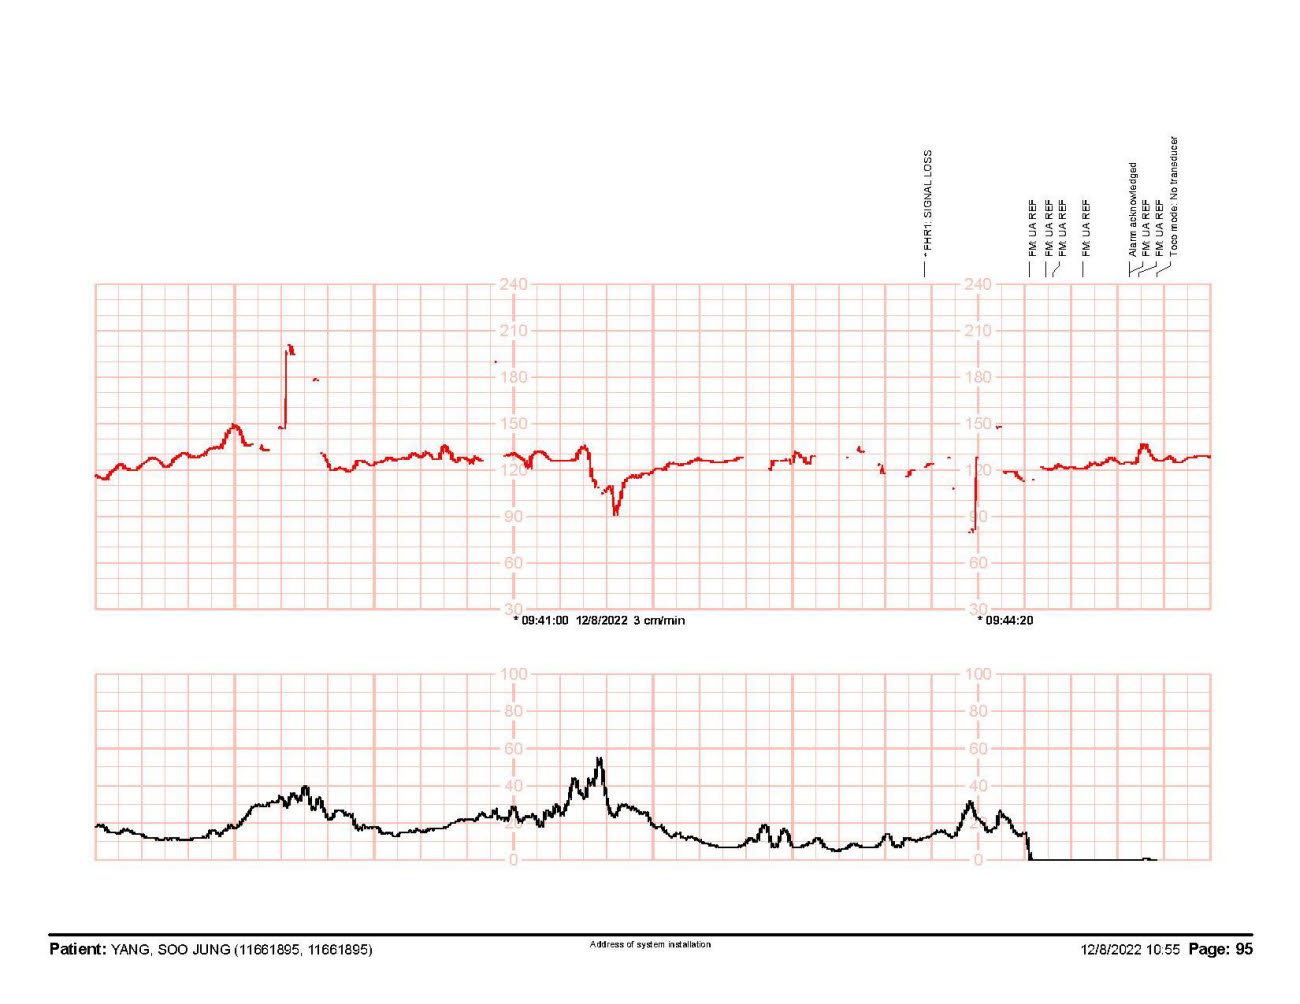 * FHR1: SIGNAL LOSS
FM: UA REF
FM: UA REF
FM: UA REF
FM: UA REF
Alarm acknowledged
FM: UA REF
FM: UA REF
Toco mode: No transducer
240 240
210 210
180 180
150 150
120 120
90 90
60 60
30 30
* 09:41:00 12/8/2022 3 cm/min * 09:44:20
100 100
80 80
60 60
40 40
20 20
0 0
Patient: YANG, SOO JUNG (11661895, 11661895) Address of system installation 12/8/2022 10:55 Page: 95